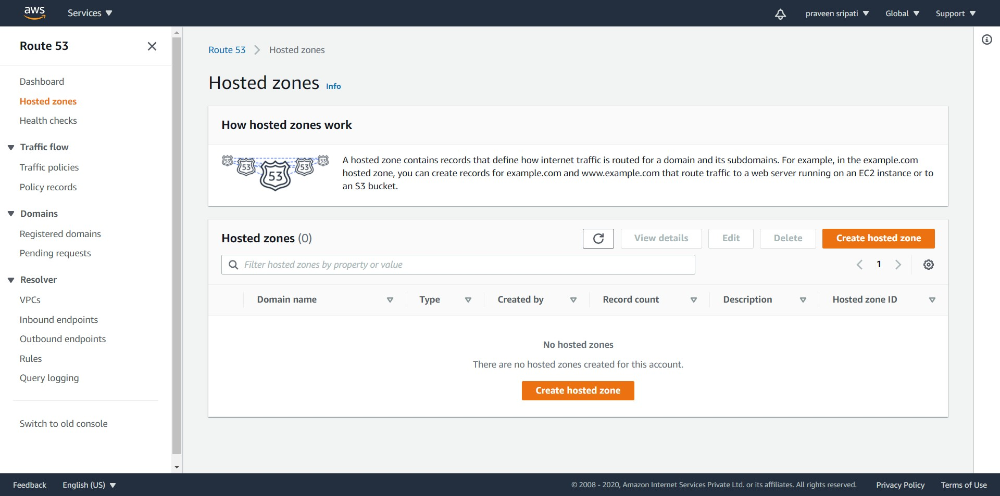 aws
Services
praveen sripati
Global
Support
Route 53
Dashboard
Hosted zones
Health checks
Traffic flow
Traffic policies
Policy records
Domains
Registered domains
Pending requests
Resolver
VPCs
Inbound endpoints
Outbound endpoints
Rules
Query logging
Switch to old console
Route 53 Hosted zones
Hosted zones Info
How hosted zones work
53 53 53 53 53
A hosted zone contains records that define how internet traffic is routed for a domain and its subdomains. For example, in the example.com
hosted zone, you can create records for example.com and www.example.com that route traffic to a web server running on an EC2 instance or to
an S3 bucket.
Hosted zones (0)
View details
Edit
Delete
Create hosted zone
Filter hosted zones by property or value
1
Domain name Type Created by Record count Description Hosted zone ID
No hosted zones
There are no hosted zones created for this account.
Create hosted zone
Feedback
English (US)
© 2008 - 2020, Amazon Internet Services Private Ltd. or its affiliates. All rights reserved.
Privacy Policy
Terms of Use